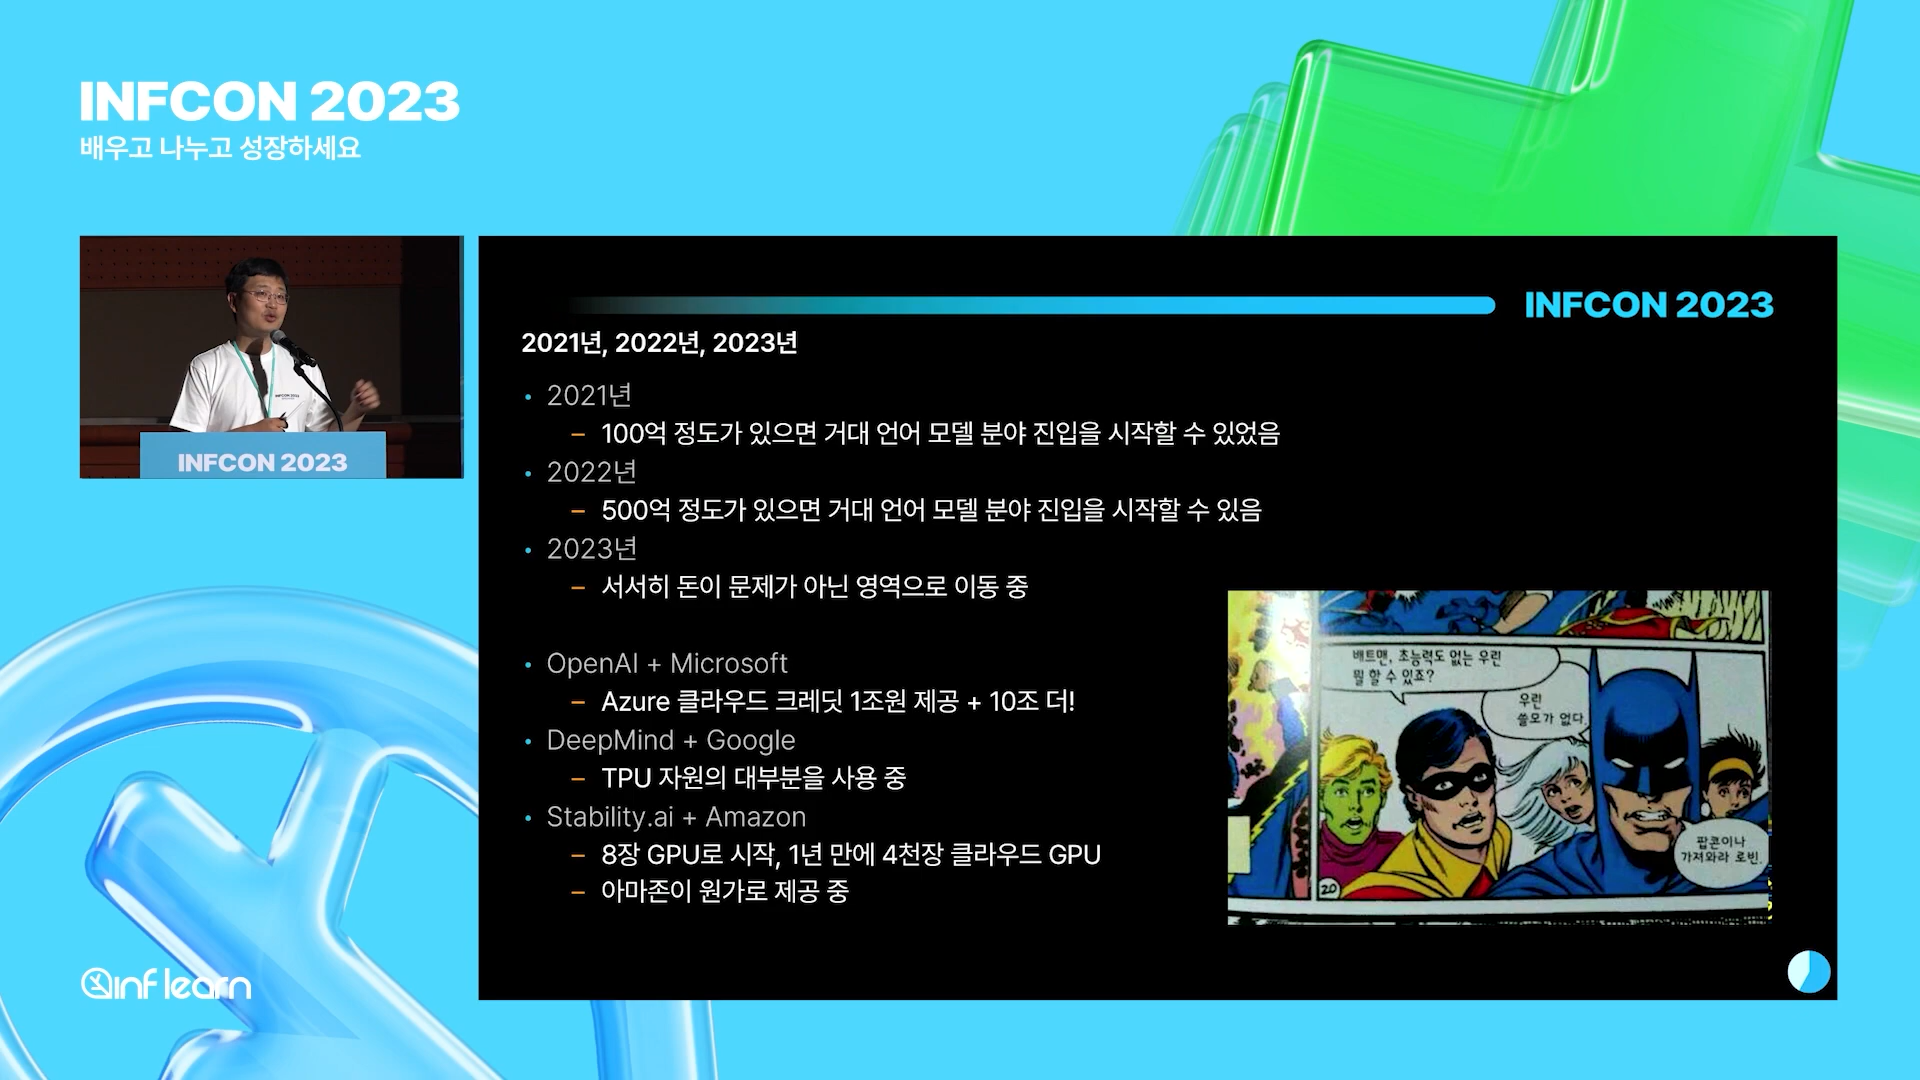 INFCON 2023
배우고 나누고 성장하세요
INFCON 2023
INFCON 2023
2021년, 2022년, 2023년
• 2021년
– 100억 정도가 있으면 거대 언어 모델 분야 진입을 시작할 수 있었음
• 2022년
– 500억 정도가 있으면 거대 언어 모델 분야 진입을 시작할 수 있음
• 2023년
– 서서히 돈이 문제가 아닌 영역으로 이동 중
• OpenAI + Microsoft
– Azure 클라우드 크레딧 1조원 제공 + 10조 더!
• DeepMind + Google
– TPU 자원의 대부분을 사용 중
• Stability.ai + Amazon
– 8장 GPU로 시작, 1년 만에 4천장 클라우드 GPU
– 아마존이 원가로 제공 중
배트맨, 초능력도 없는 우린
뭘 할 수 있죠?
우린
쓸모가 없다.
팝콘이나
가져와라 로빈.
20
inflearn